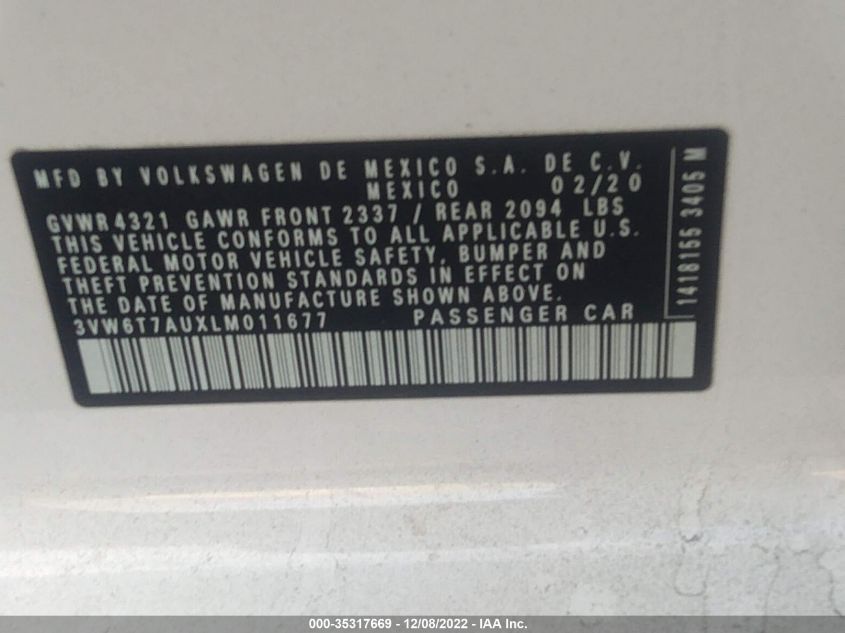 MFD BY VOLKSWAGEN DE MEXICO S.A. DE C.V.
MEXICO 02/20
GVWR 4321 GAWR FRONT 2337 / REAR 2094 LBS
THIS VEHICLE CONFORMS TO ALL APPLICABLE U.S.
FEDERAL MOTOR VEHICLE SAFETY, BUMPER AND
THEFT PREVENTION STANDARDS IN EFFECT ON
THE DATE OF MANUFACTURE SHOWN ABOVE.
3VW6T7AUXLM011677 PASSENGER CAR
1418155 3405 M
000-35317669 - 12/08/2022 - IAA Inc.